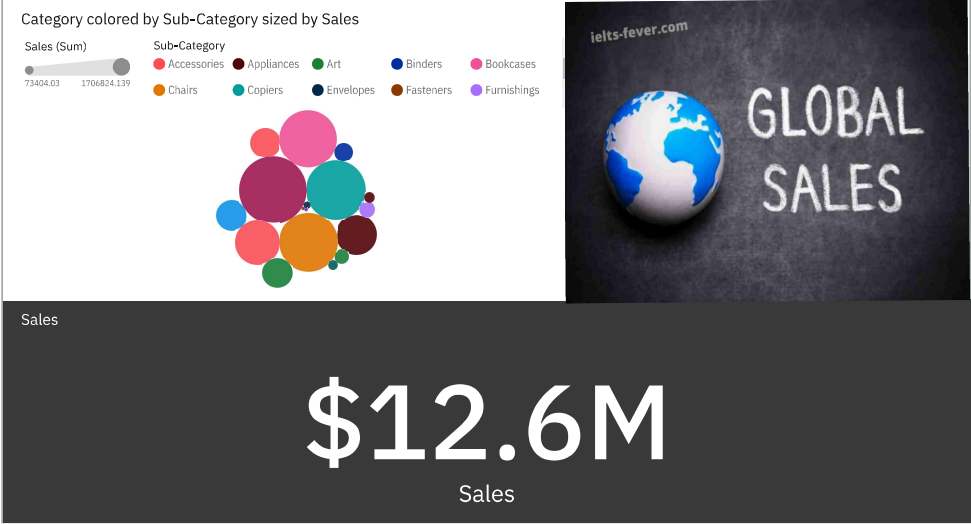 Category colored by Sub-Category sized by Sales
Sales (Sum)
73404.03 1706824.139
Sub-Category
Accessories Appliances Art Binders Bookcases
Chairs Copiers Envelopes Fasteners Furnishings
ielts-fever.com
GLOBAL
SALES
Sales
$12.6M
Sales